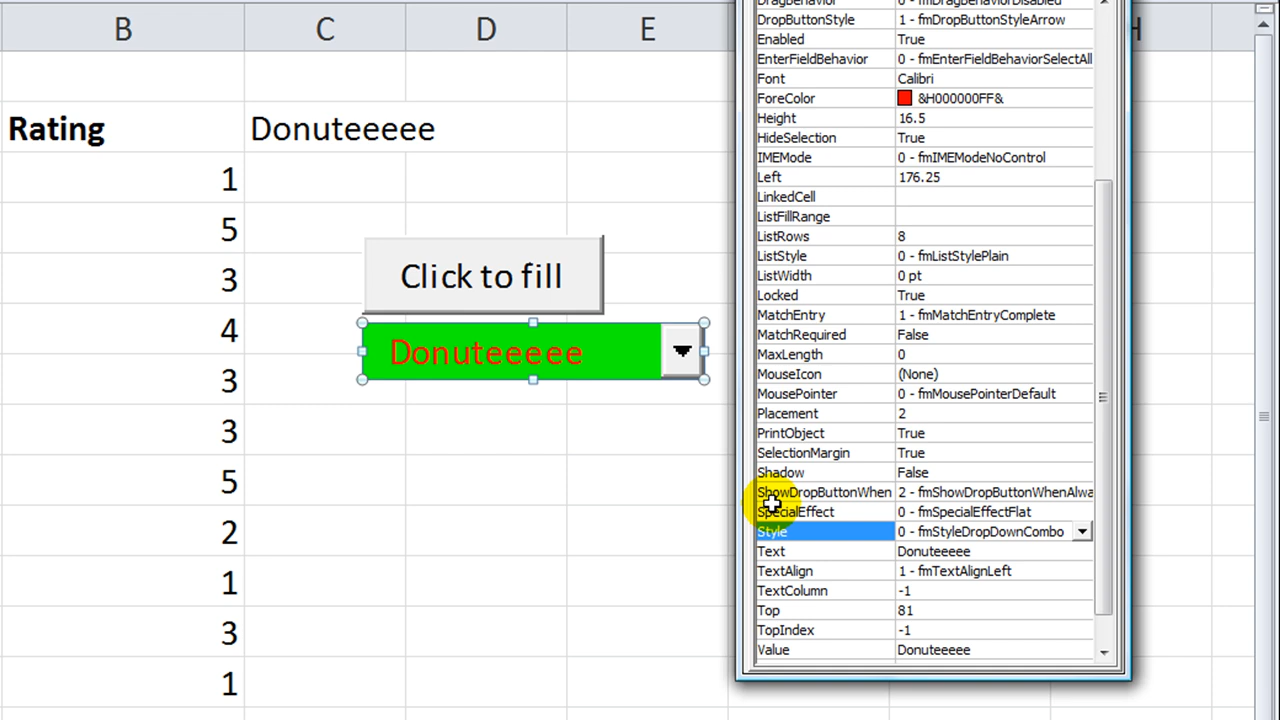 B C D E H
Rating Donuteeeee
1
5
3
4
3
3
5
2
1
3
1
Click to fill
Donuteeeee
DragBehavior 0 - fmDragBehaviorDisabled
DropButtonStyle 1 - fmDropButtonStyleArrow
Enabled True
EnterFieldBehavior 0 - fmEnterFieldBehaviorSelectAll
Font Calibri
ForeColor &H000000FF&
Height 16.5
HideSelection True
IMEMode 0 - fmIMEModeNoControl
Left 176.25
LinkedCell
ListFillRange
ListRows 8
ListStyle 0 - fmListStylePlain
ListWidth 0 pt
Locked True
MatchEntry 1 - fmMatchEntryComplete
MatchRequired False
MaxLength 0
MouseIcon (None)
MousePointer 0 - fmMousePointerDefault
Placement 2
PrintObject True
SelectionMargin True
Shadow False
ShowDropButtonWhen 2 - fmShowDropButtonWhenAlwa
SpecialEffect 0 - fmSpecialEffectFlat
Style 0 - fmStyleDropDownCombo
Text Donuteeeee
TextAlign 1 - fmTextAlignLeft
TextColumn -1
Top 81
TopIndex -1
Value Donuteeeee